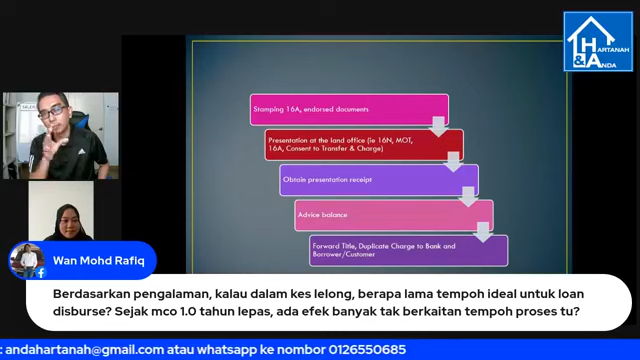 HARTANAH
& ANDA
Stamping 16A, endorsed documents
Presentation at the land office (ie 16N, MOT,
16A, Consent to Transfer & Charge)
Obtain presentation receipt
Advice balance
Forward Title, Duplicate Charge to Bank and
Borrower/Customer
Wan Mohd Rafiq
Berdasarkan pengalaman, kalau dalam kes lelong, berapa lama tempoh ideal untuk loan
disburse? Sejak mco 1.0 tahun lepas, ada efek banyak tak berkaitan tempoh proses tu?
: andahartanah@gmail.com atau whatsapp ke nombor 0126550685